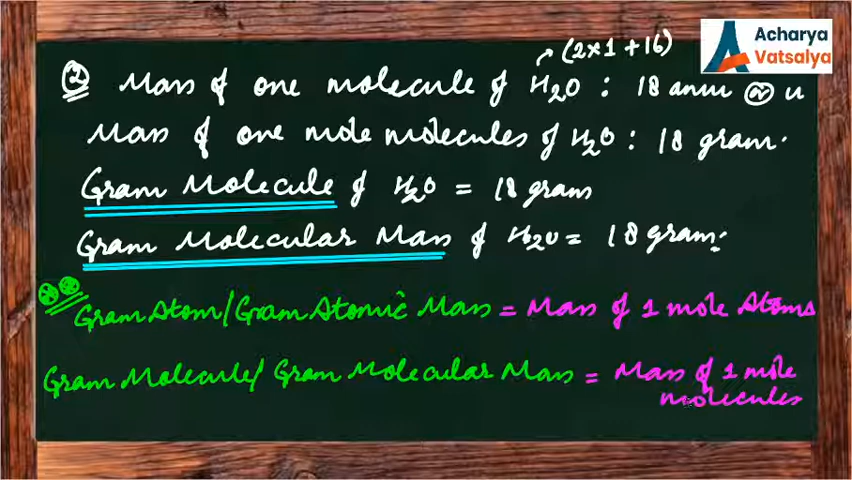 Acharya
Vatsalya
(2×1+16)
② Mass of one molecule of H₂O : 18 amu or u
Mass of one mole molecules of H₂O : 18 gram.
Gram Molecule of H₂O = 18 gram
Gram Molecular Mass of H₂O = 18 gram.
Gram Atom/Gram Atomic Mass = Mass of 1 mole Atoms
Gram Molecule/Gram Molecular Mass = Mass of 1 mole
molecules